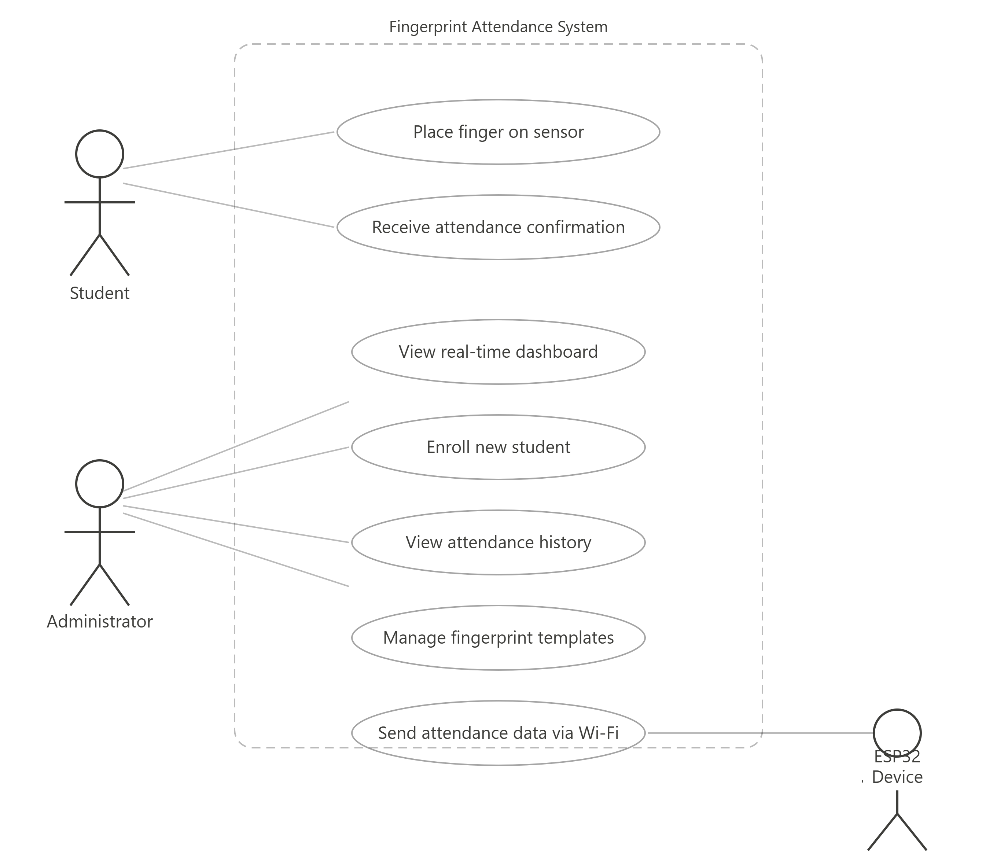 Fingerprint Attendance System
Place finger on sensor
Receive attendance confirmation
Student
View real-time dashboard
Enroll new student
View attendance history
Administrator
Manage fingerprint templates
Send attendance data via Wi-Fi
ESP32
Device